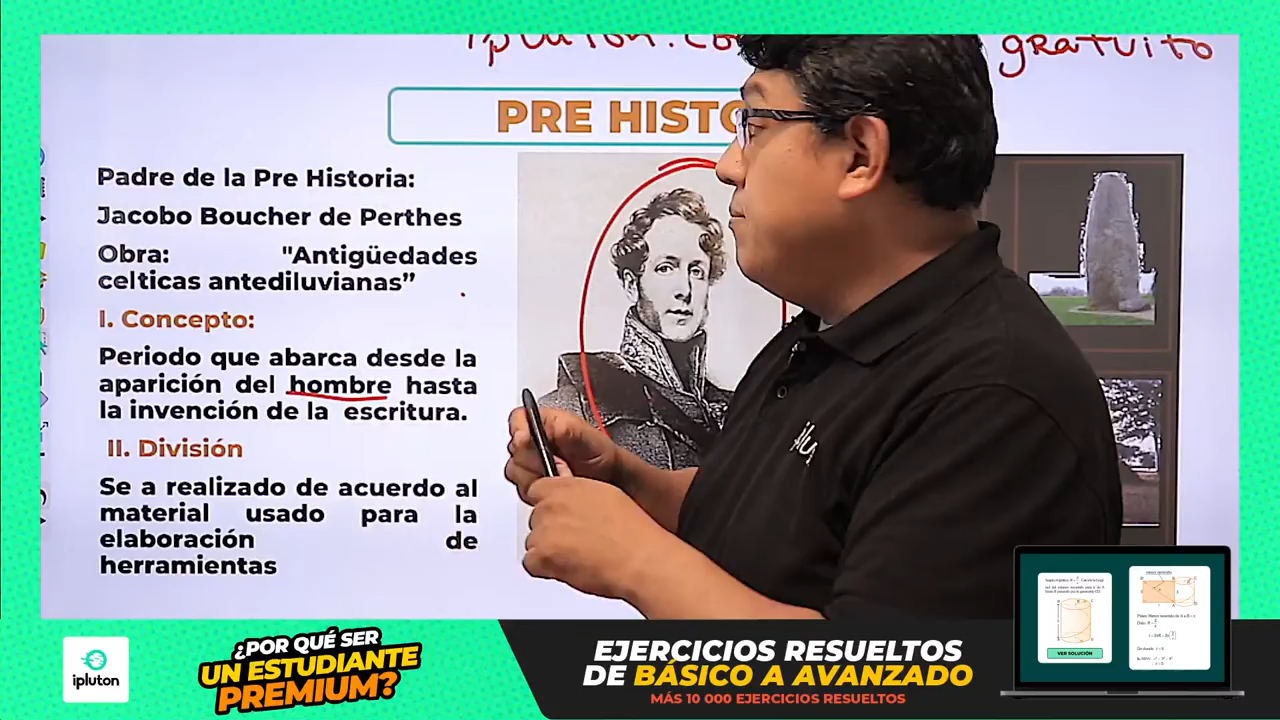 ipluton.co
gratuito
PRE HISTO
Padre de la Pre Historia:
Jacobo Boucher de Perthes
Obra: "Antigüedades
celticas antediluvianas”
I. Concepto:
Periodo que abarca desde la
aparición del hombre hasta
la invención de la escritura.
II. División
Se a realizado de acuerdo al
material usado para la
elaboración de
herramientas
ipluton
¿POR QUÉ SER
UN ESTUDIANTE
PREMIUM?
EJERCICIOS RESUELTOS
DE BÁSICO A AVANZADO
MÁS 10 000 EJERCICIOS RESUELTOS
VER SOLUCIÓN